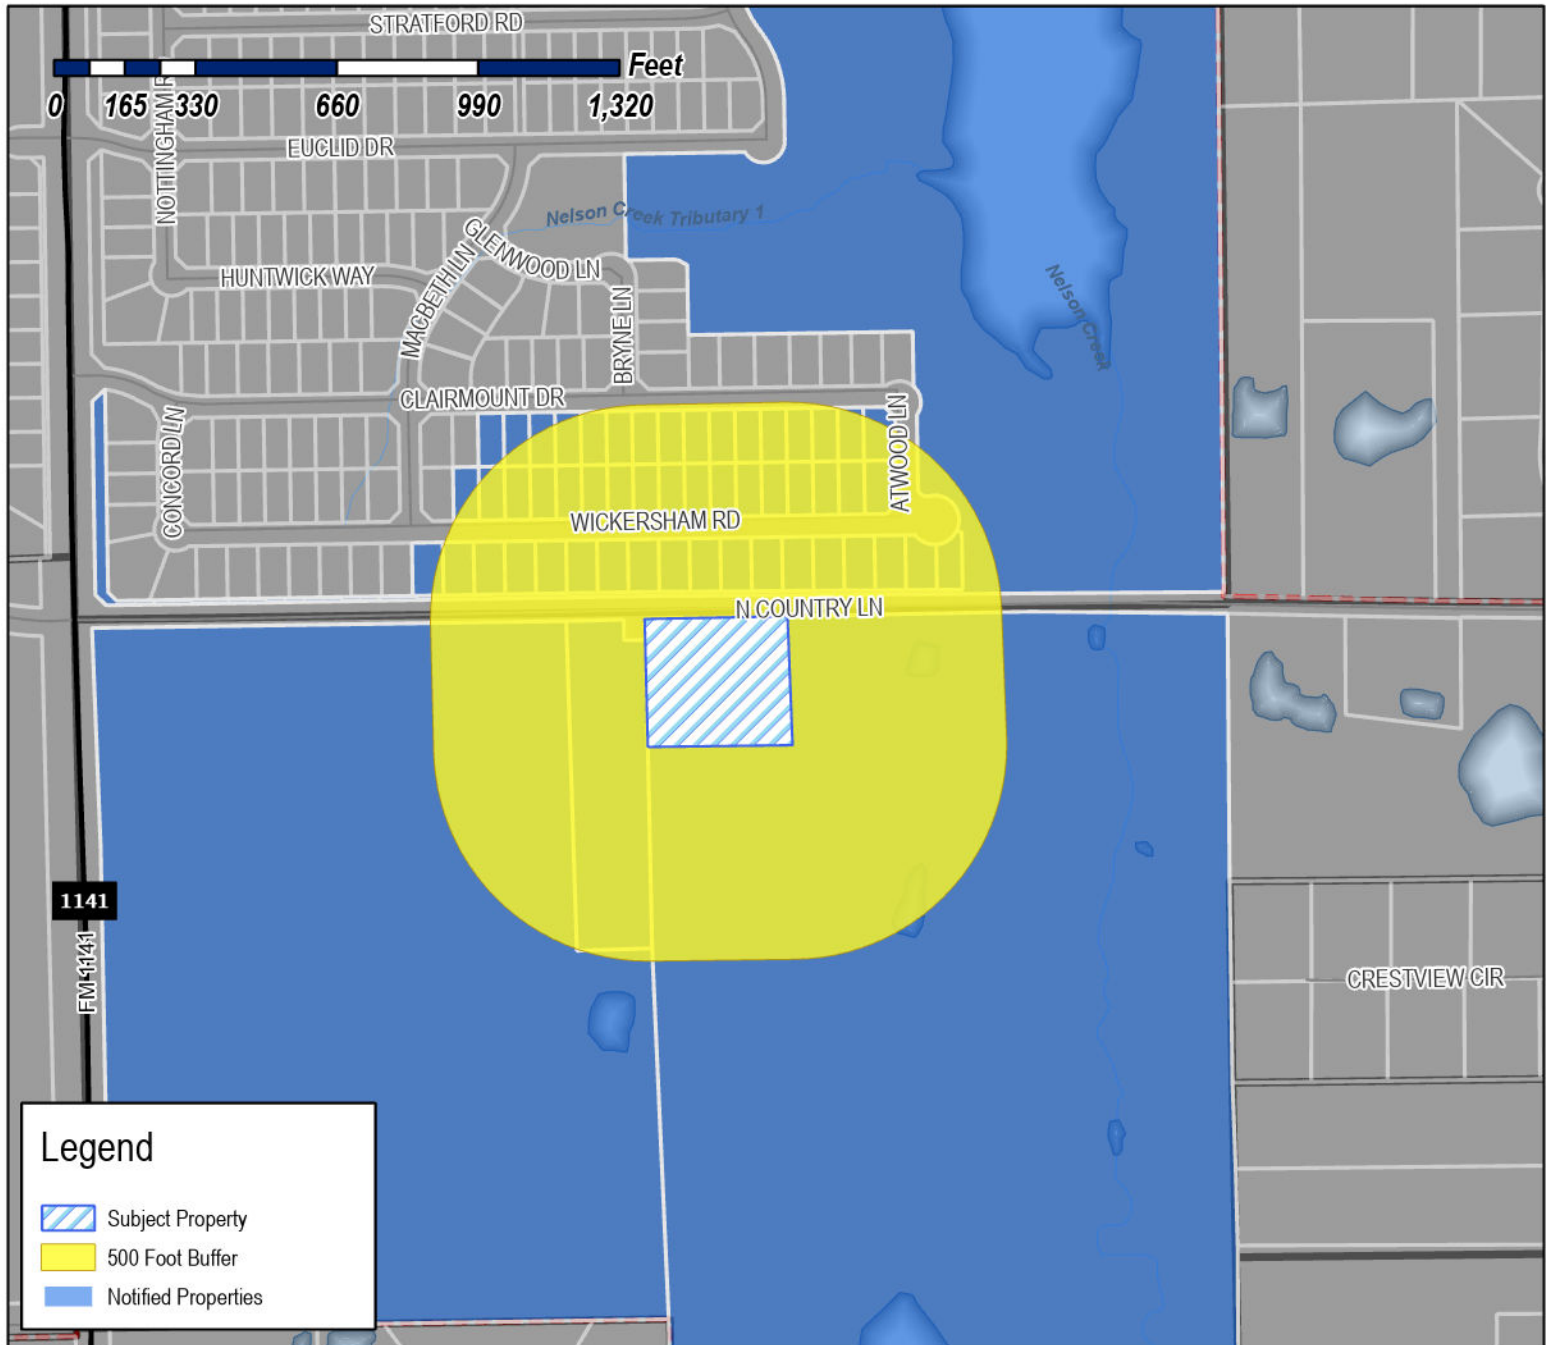 STRATFORD RD
Feet
0 165 330 660 990 1,320
NOTTINGHAM R
EUCLID DR
Nelson Creek Tributary 1
GLENWOOD LN
HUNTWICK WAY
MACBETH LN
BRYNE LN
Nelson Creek
CLAIRMOUNT DR
CONCORD LN
ATWOOD LN
WICKERSHAM RD
N COUNTRY LN
1141
FM 1141
CRESTVIEW CIR
Legend
Subject Property
500 Foot Buffer
Notified Properties